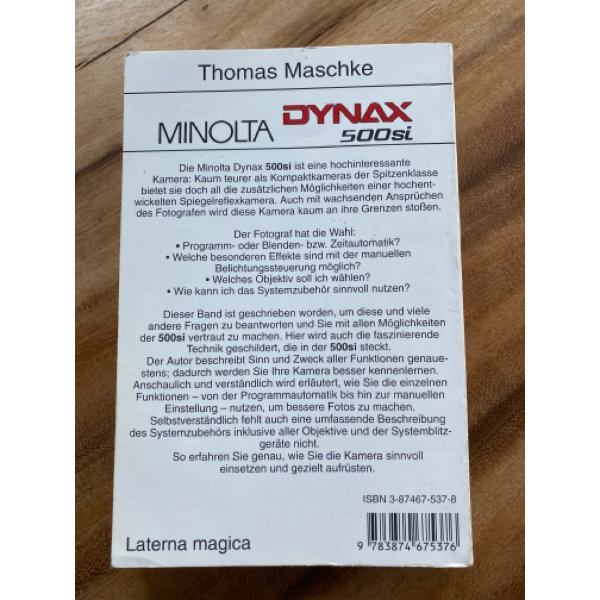 Thomas Maschke
MINOLTA DYNAX
500si
Die Minolta Dynax 500si ist eine hochinteressante
Kamera: Kaum teurer als Kompaktkameras der Spitzenklasse
bietet sie doch all die zusätzlichen Möglichkeiten einer hochent-
wickelten Spiegelreflexkamera. Auch mit wachsenden Ansprüchen
des Fotografen wird diese Kamera kaum an ihre Grenzen stoßen.
Der Fotograf hat die Wahl:
• Programm- oder Blenden- bzw. Zeitautomatik?
• Welche besonderen Effekte sind mit der manuellen
Belichtungssteuerung möglich?
• Welches Objektiv soll ich wählen?
• Wie kann ich das Systemzubehör sinnvoll nutzen?
Dieser Band ist geschrieben worden, um diese und viele
andere Fragen zu beantworten und Sie mit allen Möglichkeiten
der 500si vertraut zu machen. Hier wird auch die faszinierende
Technik geschildert, die in der 500si steckt.
Der Autor beschreibt Sinn und Zweck aller Funktionen genaue-
stens; dadurch werden Sie Ihre Kamera besser kennenlernen.
Anschaulich und verständlich wird erläutert, wie Sie die einzelnen
Funktionen – von der Programmautomatik bis hin zur manuellen
Einstellung – nutzen, um bessere Fotos zu machen.
Selbstverständlich fehlt auch eine umfassende Beschreibung
des Systemzubehörs inklusive aller Objektive und der Systemblitz-
geräte nicht.
So erfahren Sie genau, wie Sie die Kamera sinnvoll
einsetzen und gezielt aufrüsten.
ISBN 3-87467-537-8
9 783874 675376
Laterna magica